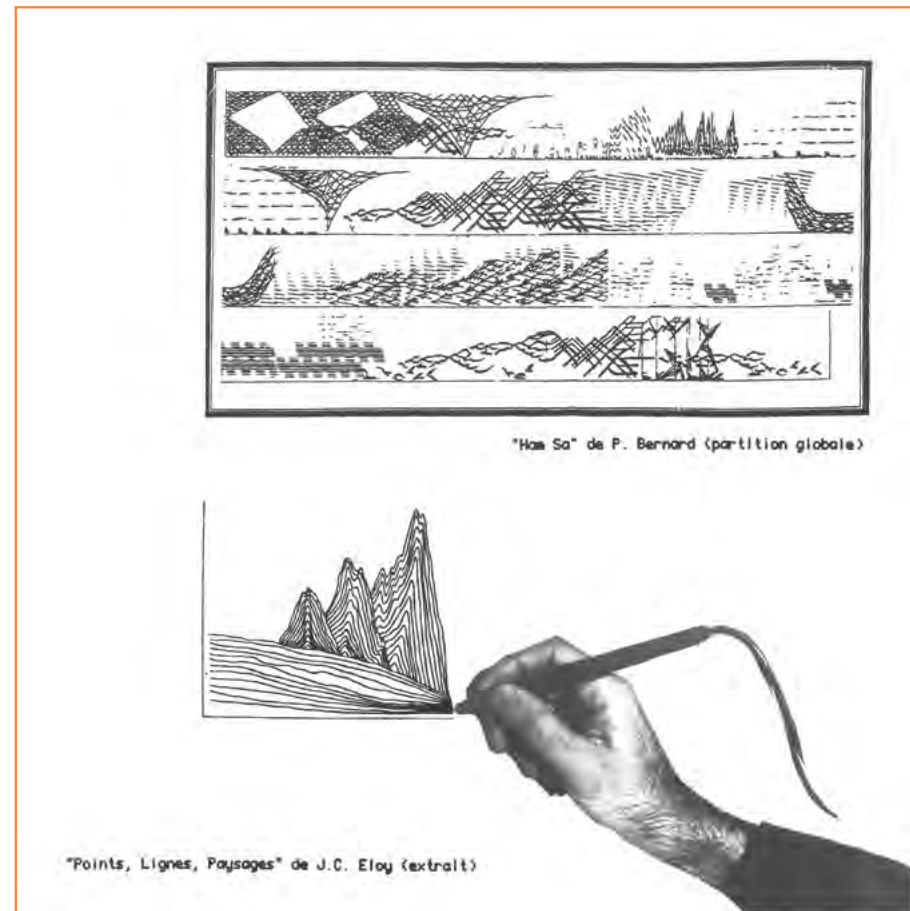 "Ham Sa" de P. Bernard (partition globale)
"Points, Lignes, Paysages" de J.C. Eloy (extrait)